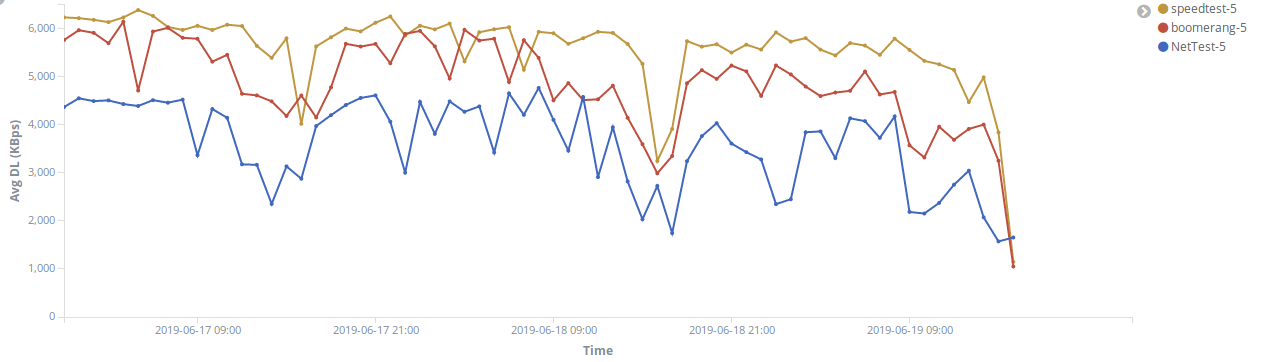 speedtest-5
boomerang-5
NetTest-5
Avg DL (KBps)
6,000
5,000
4,000
3,000
2,000
1,000
0
2019-06-17 09:00
2019-06-17 21:00
2019-06-18 09:00
2019-06-18 21:00
2019-06-19 09:00
Time